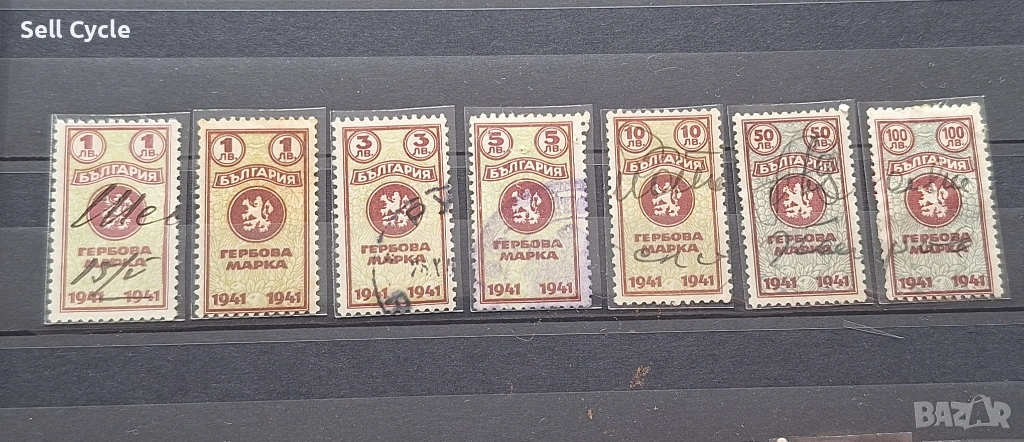 Sell Cycle
1 ЛВ. 1 ЛВ.
БЪЛГАРИЯ
ГЕРБОВА
МАРКА
1941 1941
15/V
1 ЛВ. 1 ЛВ.
БЪЛГАРИЯ
ГЕРБОВА
МАРКА
1941 1941
3 ЛВ. 3 ЛВ.
БЪЛГАРИЯ
ГЕРБОВА
МАРКА
1941 1941
5 ЛВ. 5 ЛВ.
БЪЛГАРИЯ
ГЕРБОВА
МАРКА
1941 1941
10 ЛВ. 10 ЛВ.
БЪЛГАРИЯ
ГЕРБОВА
МАРКА
1941 1941
50 ЛВ. 50 ЛВ.
БЪЛГАРИЯ
ГЕРБОВА
МАРКА
1941 1941
100 ЛВ. 100 ЛВ.
БЪЛГАРИЯ
ГЕРБОВА
МАРКА
1941 1941
BAZAR